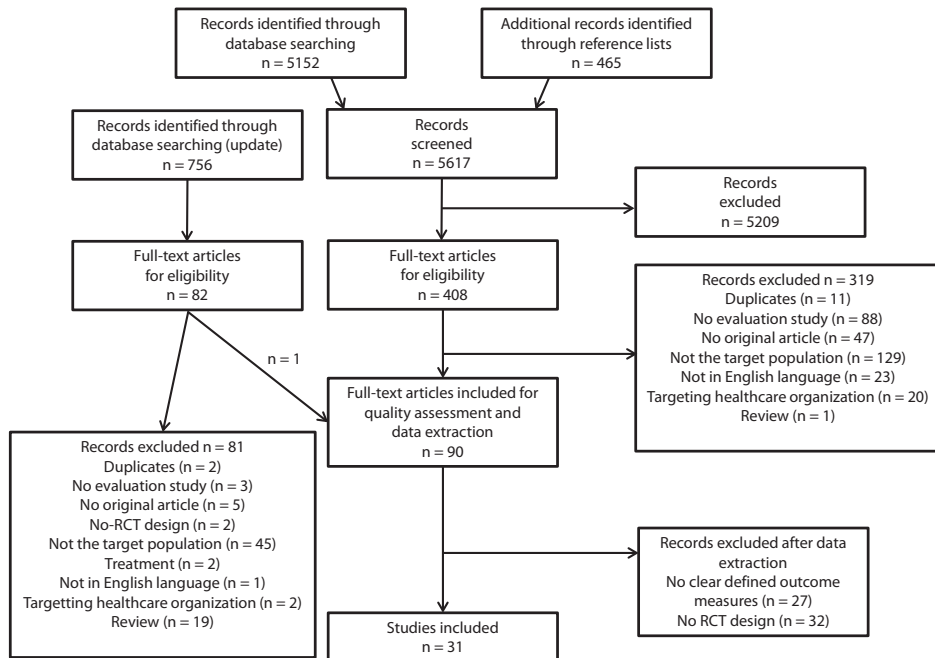 Records identified through
database searching
n = 5152
Additional records identified
through reference lists
n = 465
Records identified through
database searching (update)
n = 756
Records
screened
n = 5617
Records
excluded
n = 5209
Full-text articles
for eligibility
n = 82
Full-text articles
for eligibility
n = 408
Records excluded n = 319
Duplicates (n = 11)
No evaluation study (n = 88)
No original article (n = 47)
Not the target population (n = 129)
Not in English language (n = 23)
Targeting healthcare organization (n = 20)
Review (n = 1)
n = 1
Full-text articles included for
quality assessment and
data extraction
n = 90
Records excluded n = 81
Duplicates (n = 2)
No evaluation study (n = 3)
No original article (n = 5)
No-RCT design (n = 2)
Not the target population (n = 45)
Treatment (n = 2)
Not in English language (n = 1)
Targetting healthcare organization (n = 2)
Review (n = 19)
Records excluded after data
extraction
No clear defined outcome
measures (n = 27)
No RCT design (n = 32)
Studies included
n = 31